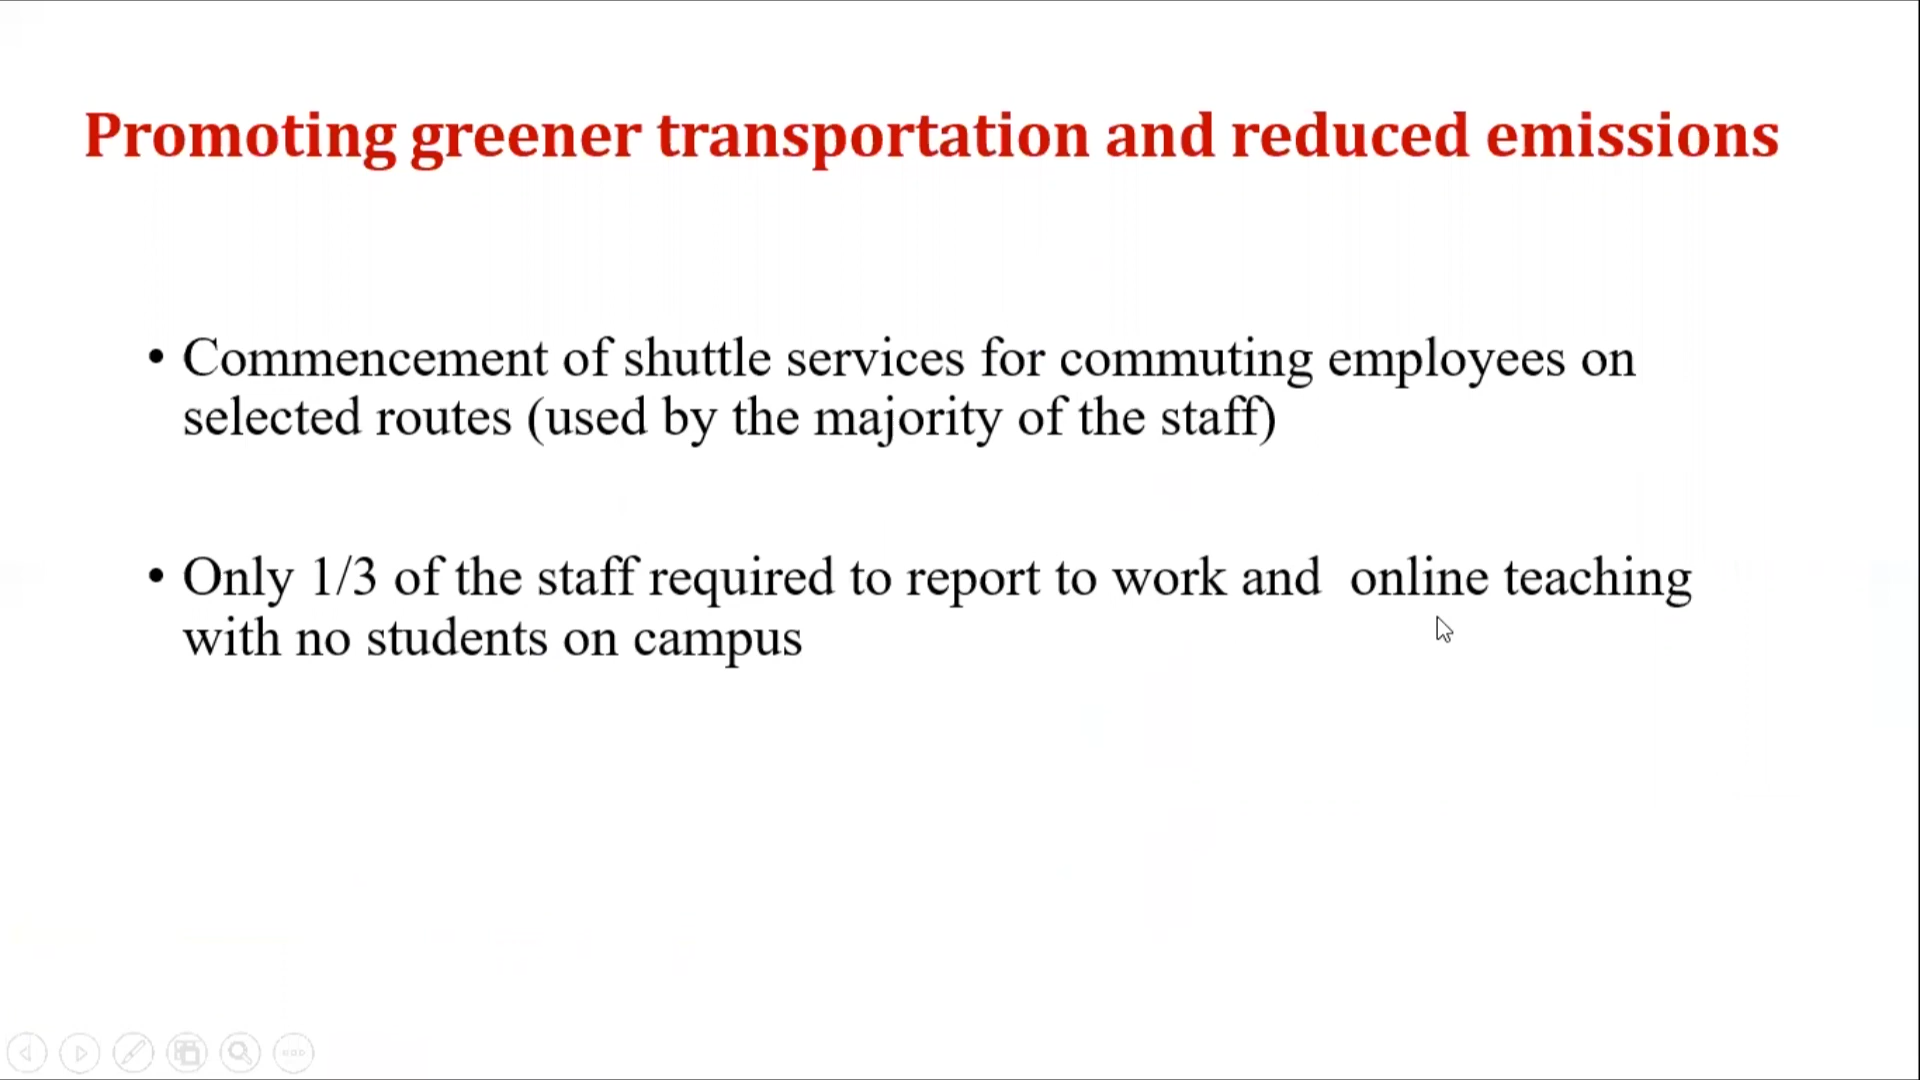 Promoting greener transportation and reduced emissions
• Commencement of shuttle services for commuting employees on
selected routes (used by the majority of the staff)
• Only 1/3 of the staff required to report to work and  online teaching
with no students on campus